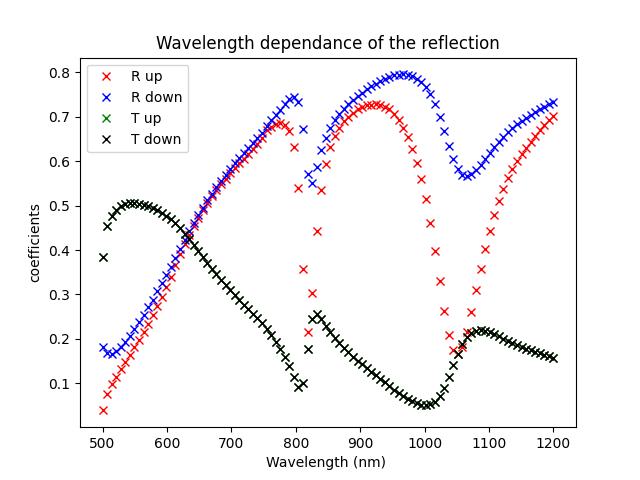 Wavelength dependance of the reflection
R up
R down
T up
T down
coefficients
0.8
0.7
0.6
0.5
0.4
0.3
0.2
0.1
500 600 700 800 900 1000 1100 1200
Wavelength (nm)